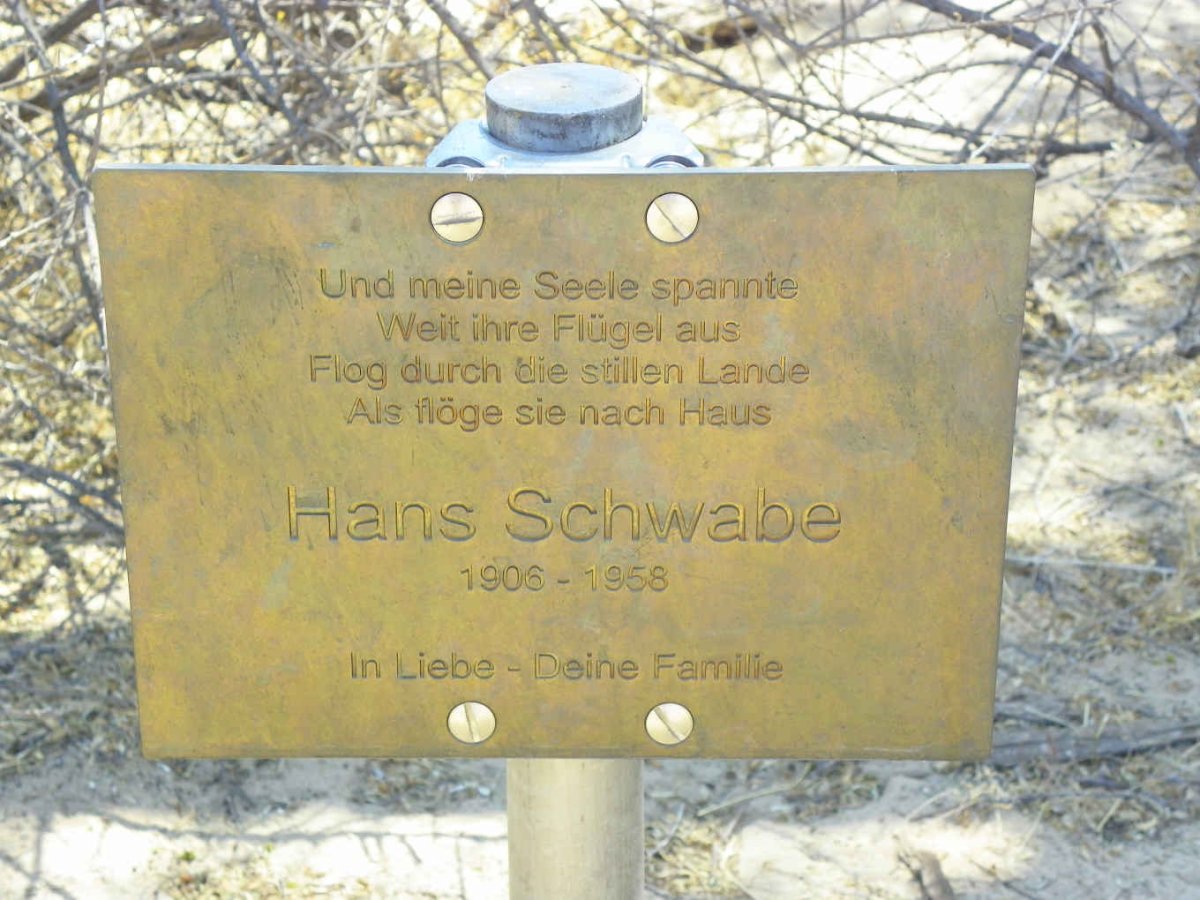 Und meine Seele spannte
Weit ihre Flügel aus
Flog durch die stillen Lande
Als flöge sie nach Haus
Hans Schwabe
1906 - 1958
In Liebe - Deine Familie